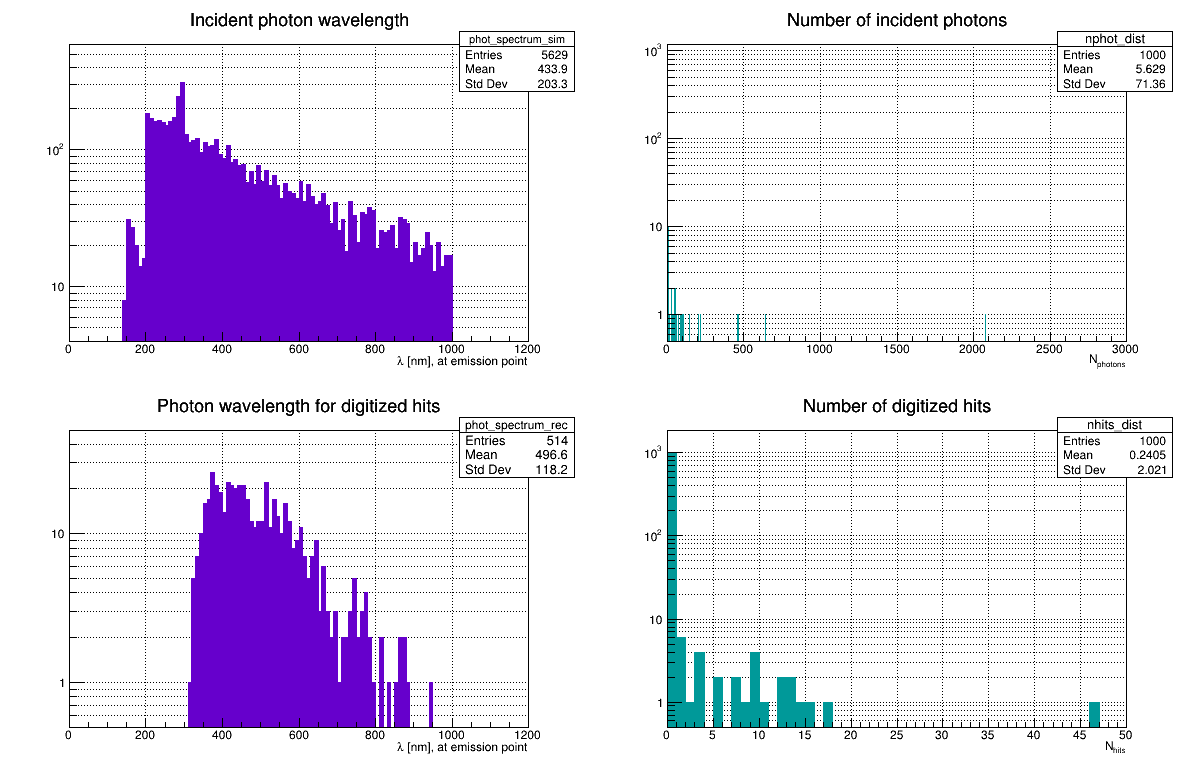 Incident photon wavelength
phot_spectrum_sim
Entries 5629
Mean 433.9
Std Dev 203.3
10²
10
0 200 400 600 800 1000 1200
λ [nm], at emission point
Number of incident photons
nphot_dist
Entries 1000
Mean 5.629
Std Dev 71.36
10³
10²
10
1
0 500 1000 1500 2000 2500 3000
Nphotons
Photon wavelength for digitized hits
phot_spectrum_rec
Entries 514
Mean 496.6
Std Dev 118.2
10
1
0 200 400 600 800 1000 1200
λ [nm], at emission point
Number of digitized hits
nhits_dist
Entries 1000
Mean 0.2405
Std Dev 2.021
10³
10²
10
1
0 5 10 15 20 25 30 35 40 45 50
Nhits